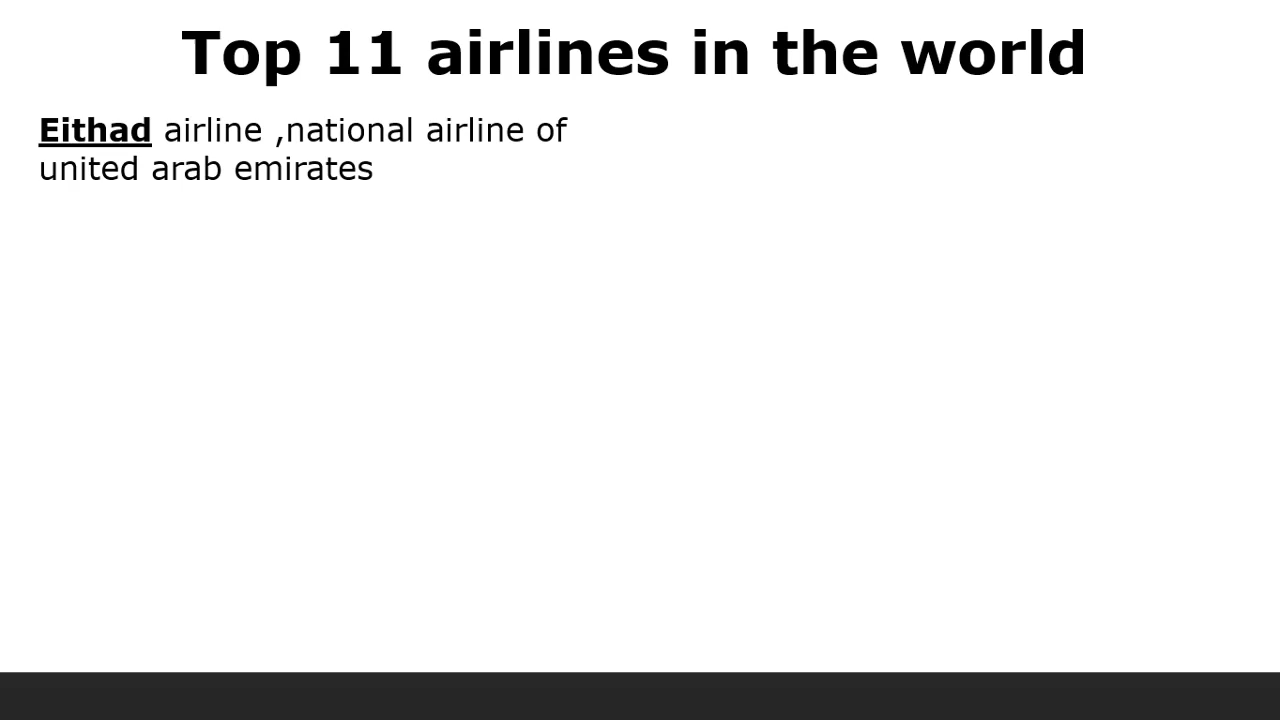 Top 11 airlines in the world
Eithad airline ,national airline of
united arab emirates